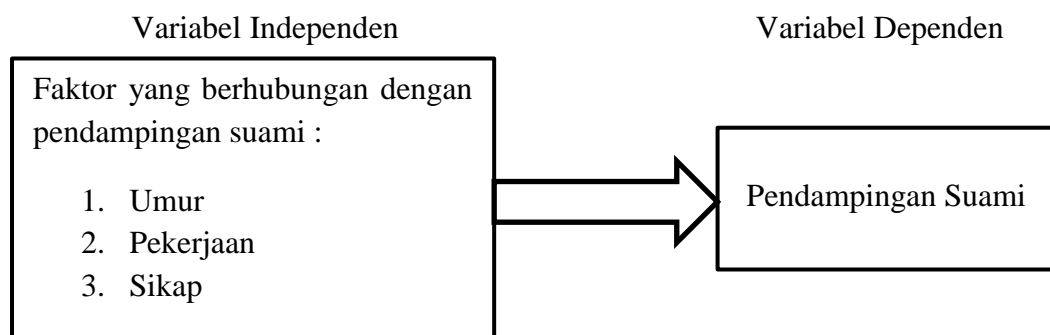 Variabel Independen
Variabel Dependen
Faktor yang berhubungan dengan
pendampingan suami :
1. Umur
2. Pekerjaan
3. Sikap
Pendampingan Suami